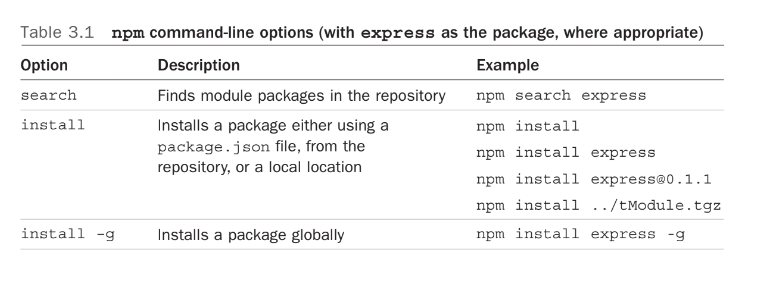 Table 3.1 npm command-line options (with express as the package, where appropriate)
Option Description Example
search Finds module packages in the repository npm search express
install Installs a package either using a npm install
package.json file, from the npm install express
repository, or a local location npm install express@0.1.1
npm install ../tModule.tgz
install -g Installs a package globally npm install express -g